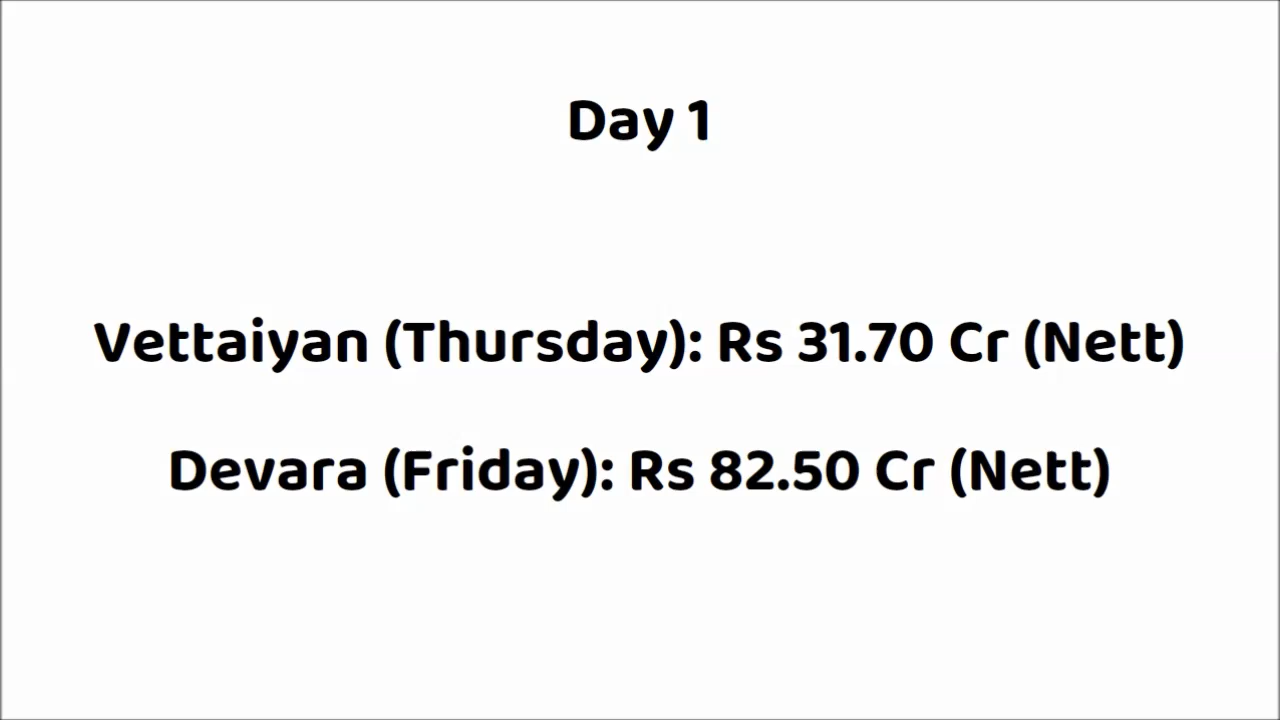 Day 1
Vettaiyan (Thursday): Rs 31.70 Cr (Nett)
Devara (Friday): Rs 82.50 Cr (Nett)